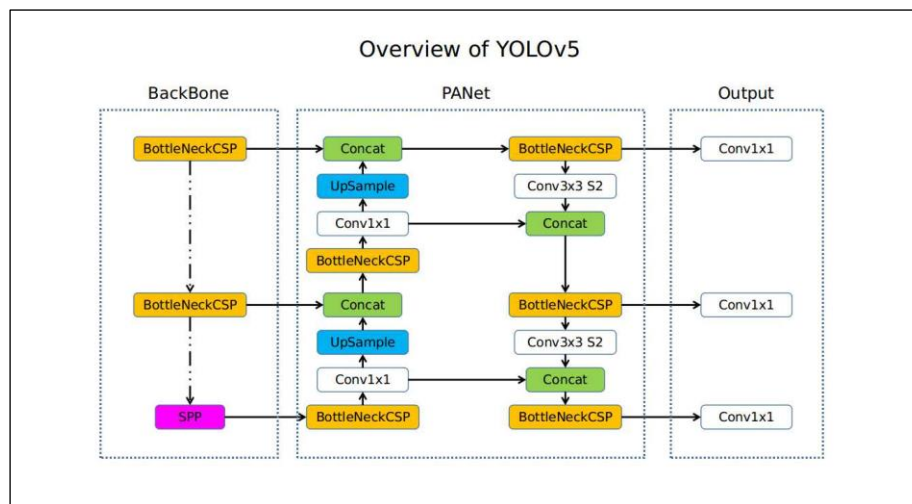 Overview of YOLOv5
BackBone
PANet
Output
BottleNeckCSP
Concat
BottleNeckCSP
Conv1x1
UpSample
Conv3x3 S2
Conv1x1
Concat
BottleNeckCSP
BottleNeckCSP
Concat
BottleNeckCSP
Conv1x1
UpSample
Conv3x3 S2
Conv1x1
Concat
SPP
BottleNeckCSP
BottleNeckCSP
Conv1x1